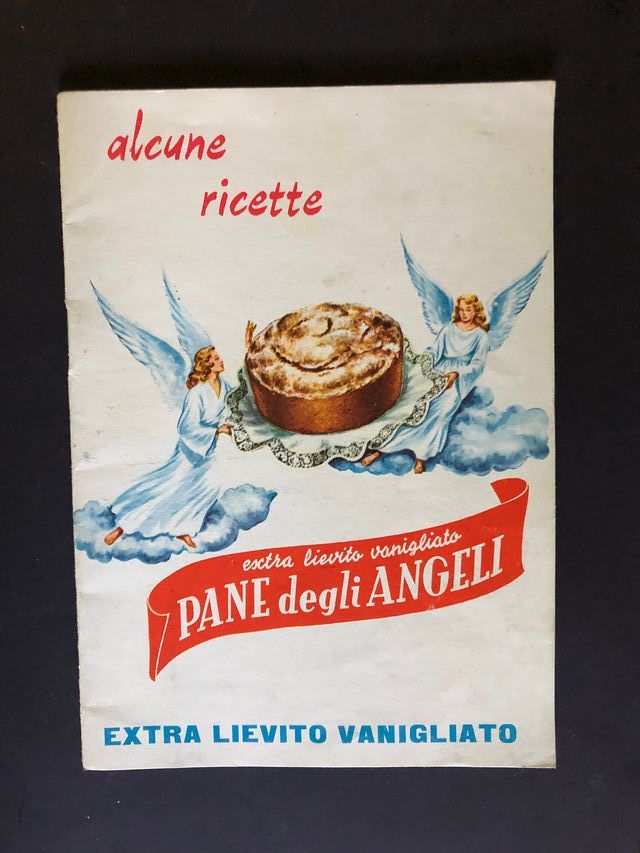 alcune
ricette
extra lievito vanigliato
PANE degli ANGELI
EXTRA LIEVITO VANIGLIATO